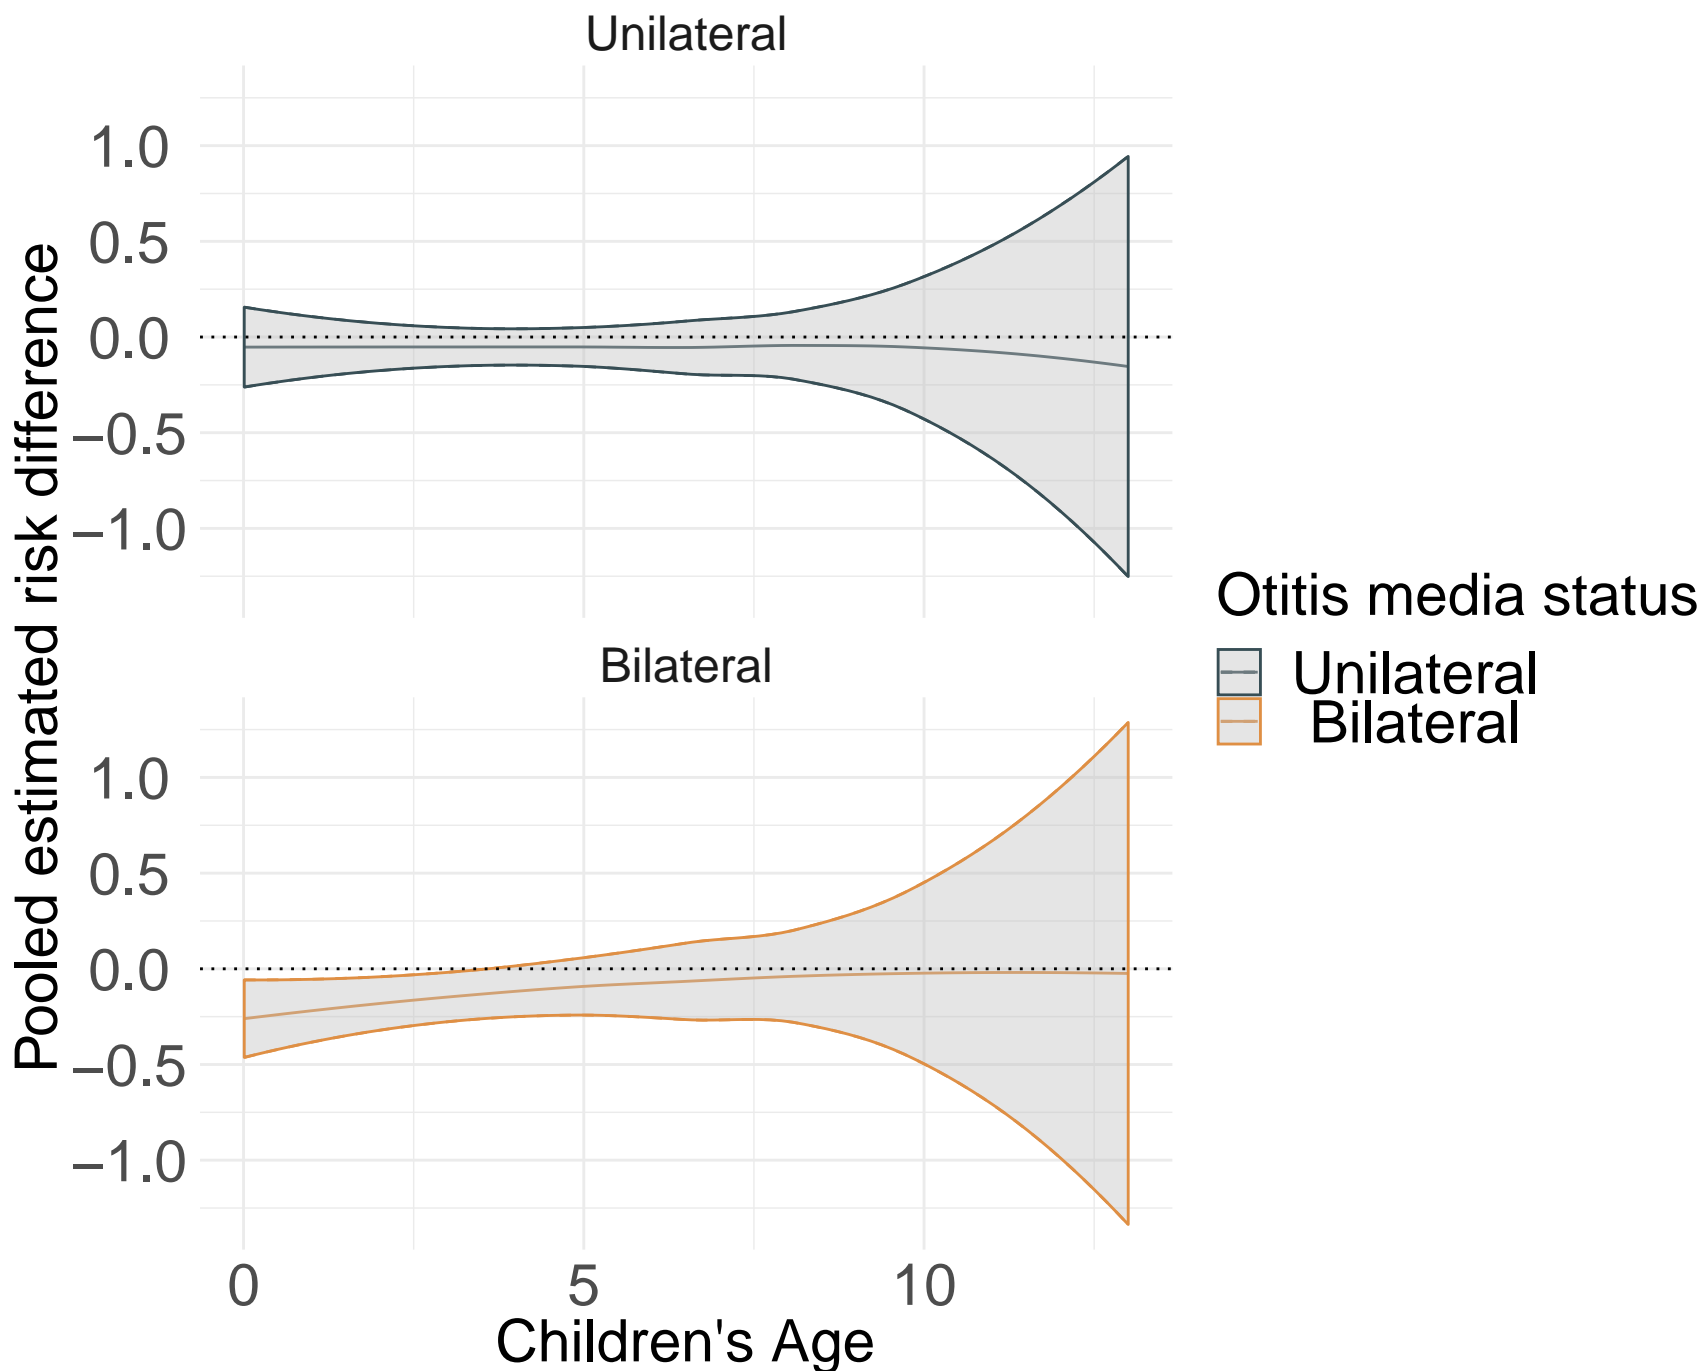 Unilateral
1.0
0.5
0.0
−0.5
−1.0
Bilateral
1.0
0.5
0.0
−0.5
−1.0
0 5 10
Children's Age
Pooled estimated risk difference
Otitis media status
Unilateral
Bilateral